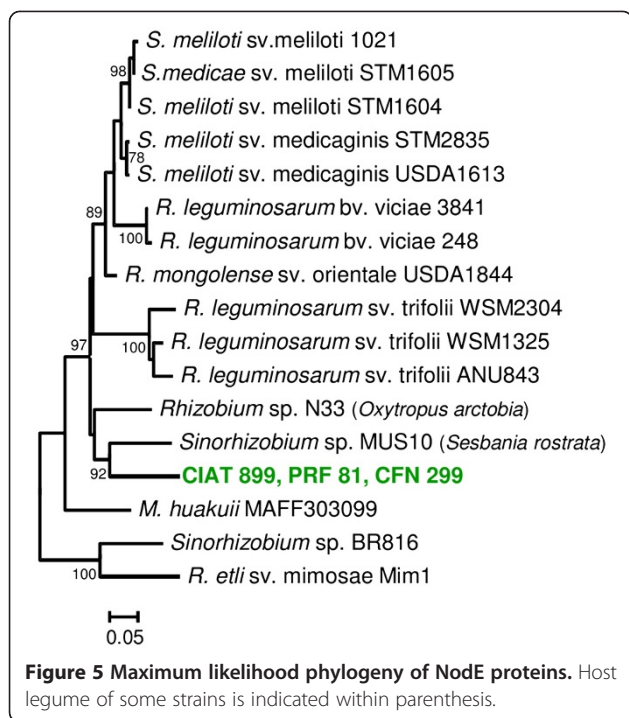 S. meliloti sv.meliloti 1021
98
S.medicae sv. meliloti STM1605
S. meliloti sv. meliloti STM1604
S. meliloti sv. medicaginis STM2835
78
S. meliloti sv. medicaginis USDA1613
R. leguminosarum bv. viciae 3841
89
100
R. leguminosarum bv. viciae 248
R. mongolense sv. orientale USDA1844
R. leguminosarum sv. trifolii WSM2304
97
100
R. leguminosarum sv. trifolii WSM1325
R. leguminosarum sv. trifolii ANU843
Rhizobium sp. N33 (Oxytropus arctobia)
Sinorhizobium sp. MUS10 (Sesbania rostrata)
92
CIAT 899, PRF 81, CFN 299
M. huakuii MAFF303099
Sinorhizobium sp. BR816
100
R. etli sv. mimosae Mim1
0.05
Figure 5 Maximum likelihood phylogeny of NodE proteins. Host
legume of some strains is indicated within parenthesis.